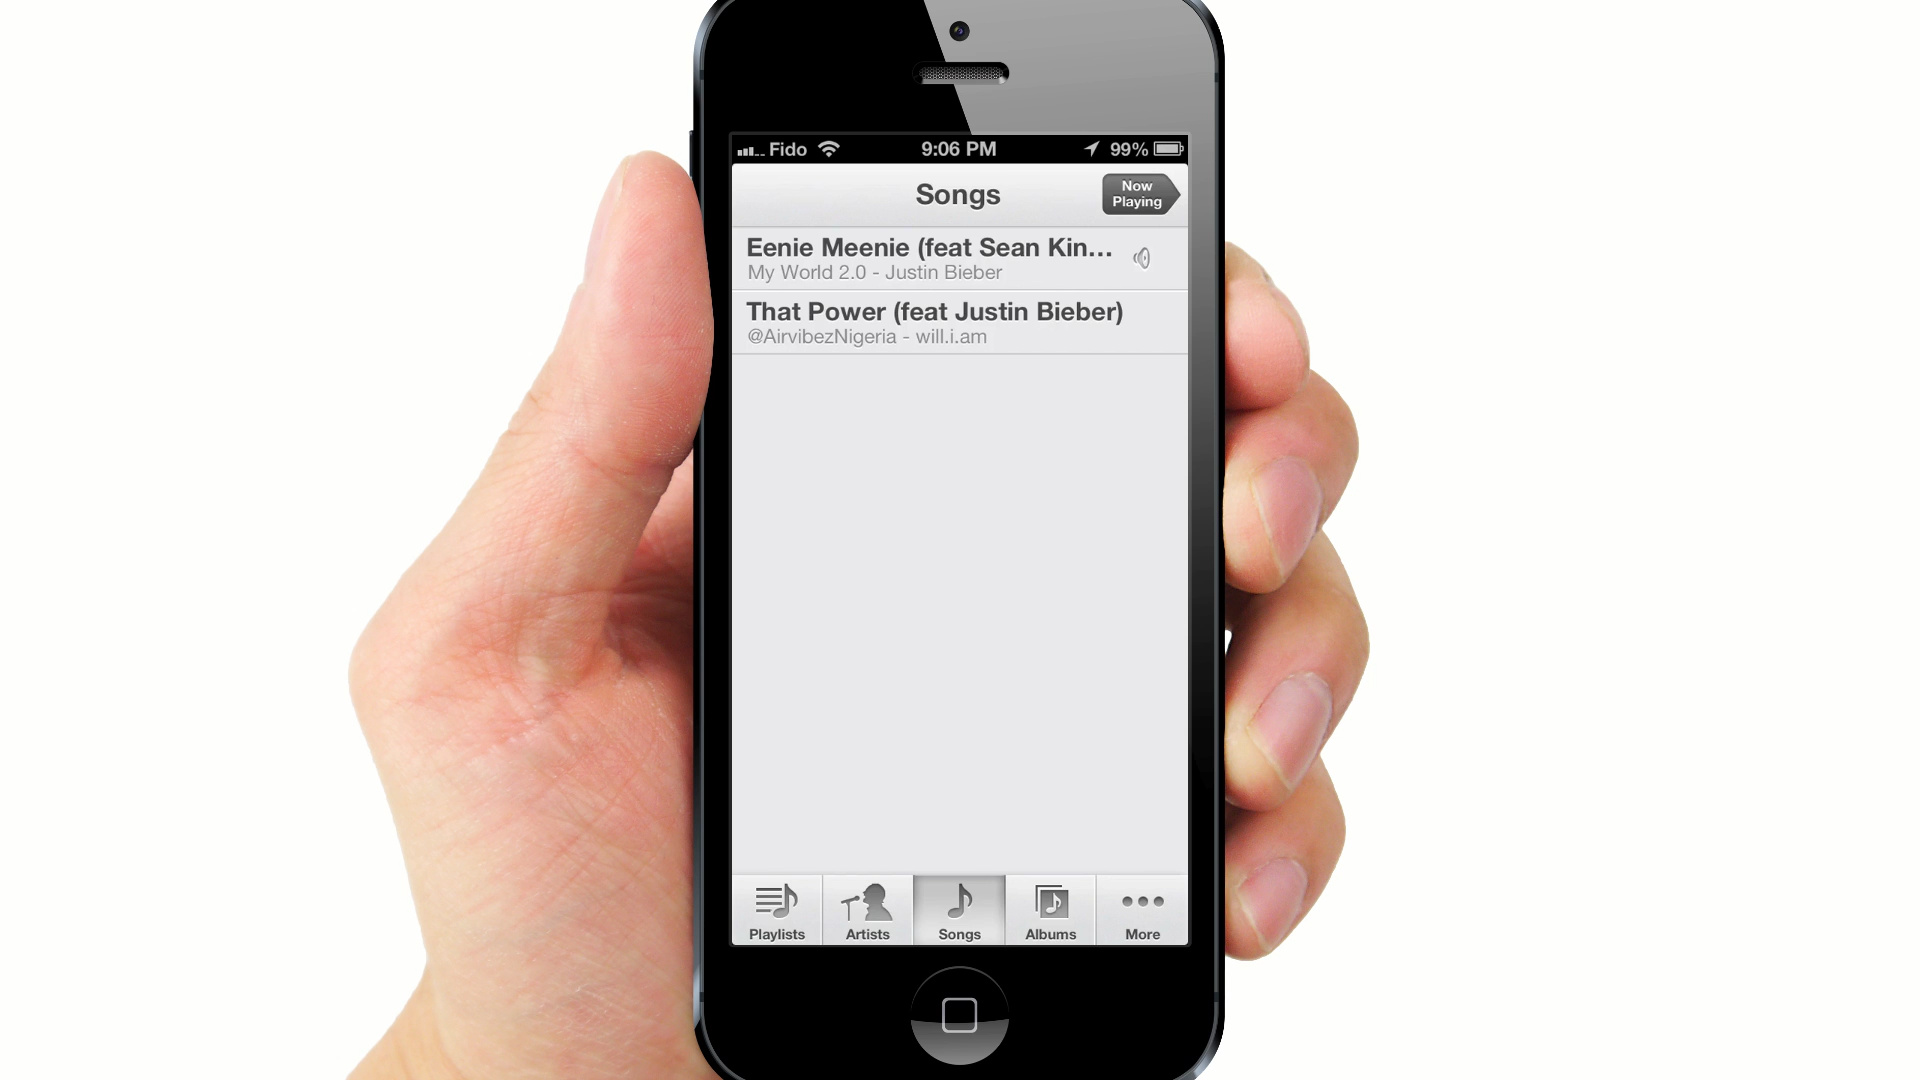 Fido 9:06 PM 99%
Songs
Now
Playing
Eenie Meenie (feat Sean Kin...
My World 2.0 - Justin Bieber
That Power (feat Justin Bieber)
@AirvibezNigeria - will.i.am
Playlists Artists Songs Albums More